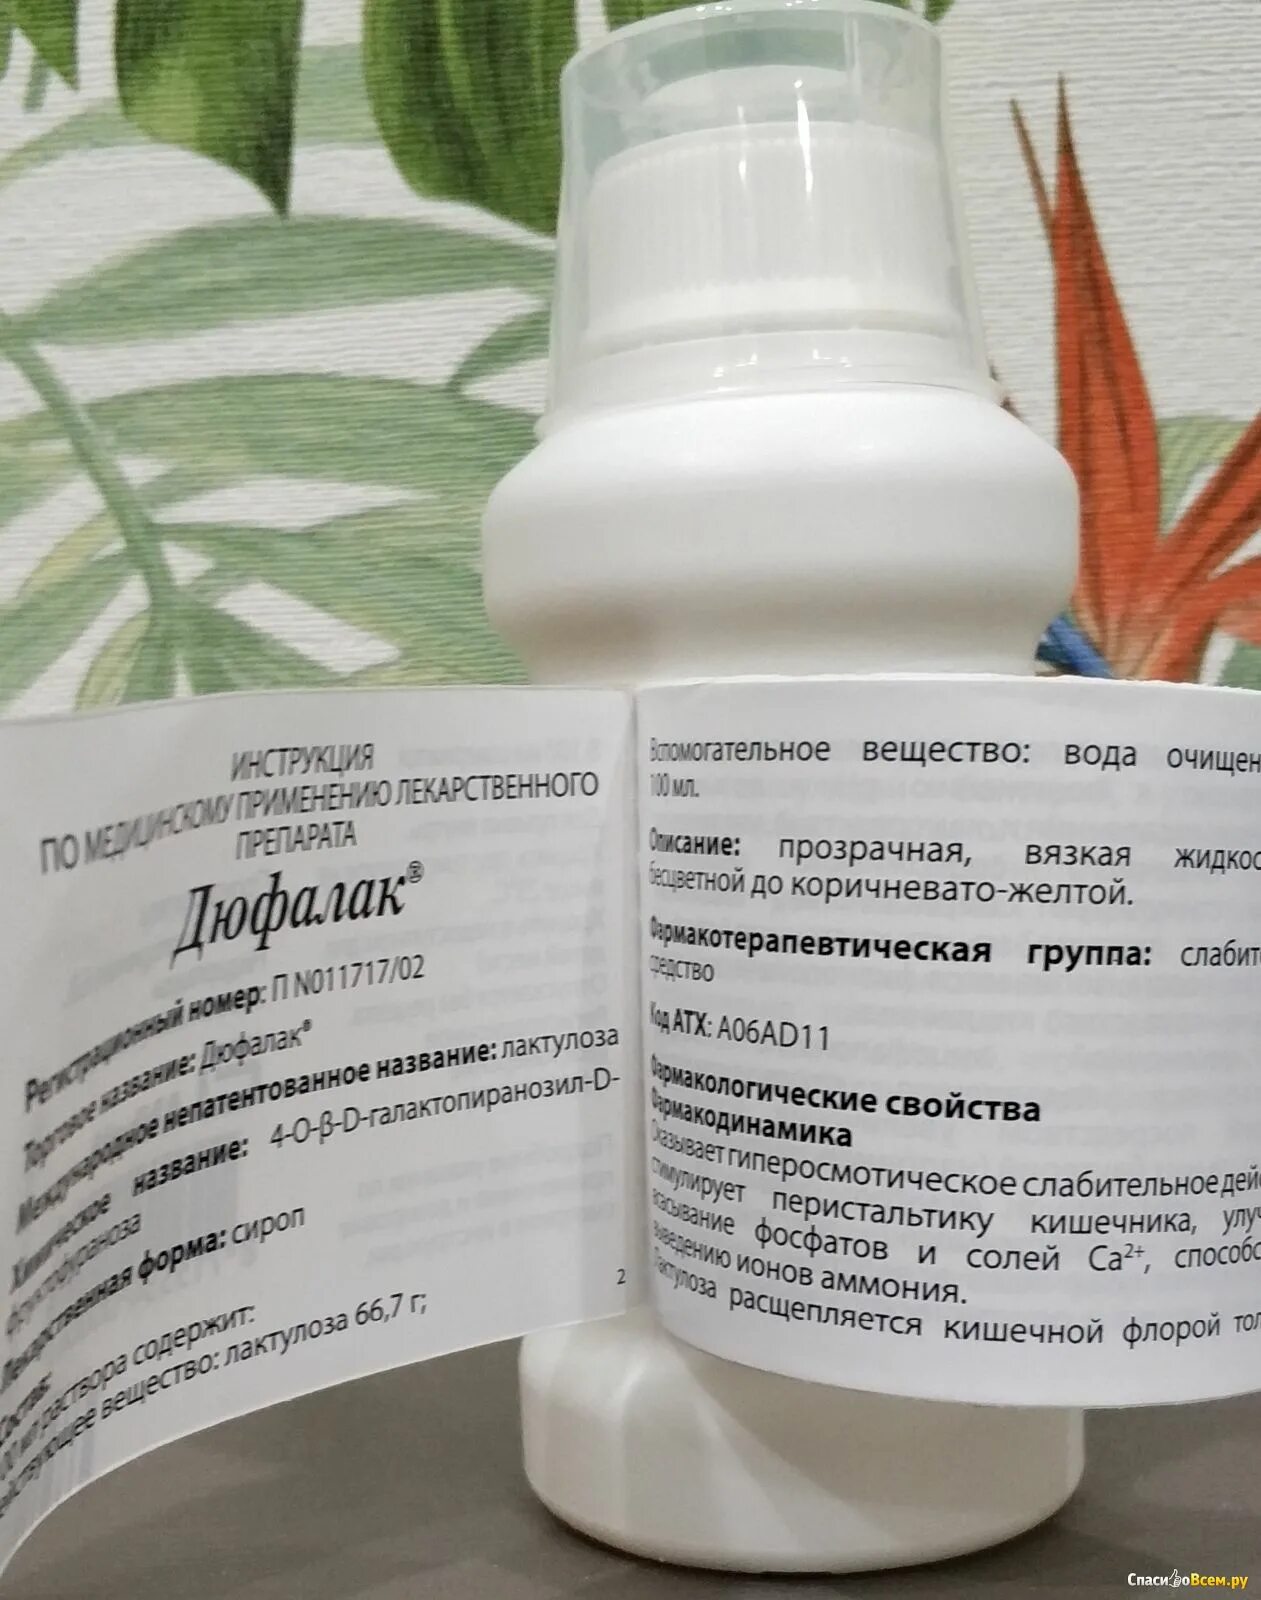 ИНСТРУКЦИЯ
ПО МЕДИЦИНСКОМУ ПРИМЕНЕНИЮ ЛЕКАРСТВЕННОГО
ПРЕПАРАТА
Дюфалак®
Регистрационный номер: П N011717/02
Торговое название: Дюфалак®
Международное непатентованное название: лактулоза
Химическое название: 4-О-β-D-галактопиранозил-D-
фруктофураноза
Лекарственная форма: сироп
Состав:
00 мл раствора содержит:
действующее вещество: лактулоза 66,7 г;
2
Вспомогательное вещество: вода очищен
100 мл.
Описание: прозрачная, вязкая жидкос
бесцветной до коричневато-желтой.
Фармакотерапевтическая группа: слабит
средство
Код АТХ: A06AD11
Фармакологические свойства
Фармакодинамика
Оказывает гиперосмотическое слабительное дей
стимулирует перистальтику кишечника, улу
всасывание фосфатов и солей Са2+, способс
выведению ионов аммония.
Лактулоза расщепляется кишечной флорой тол
СпасибоВсем.ру